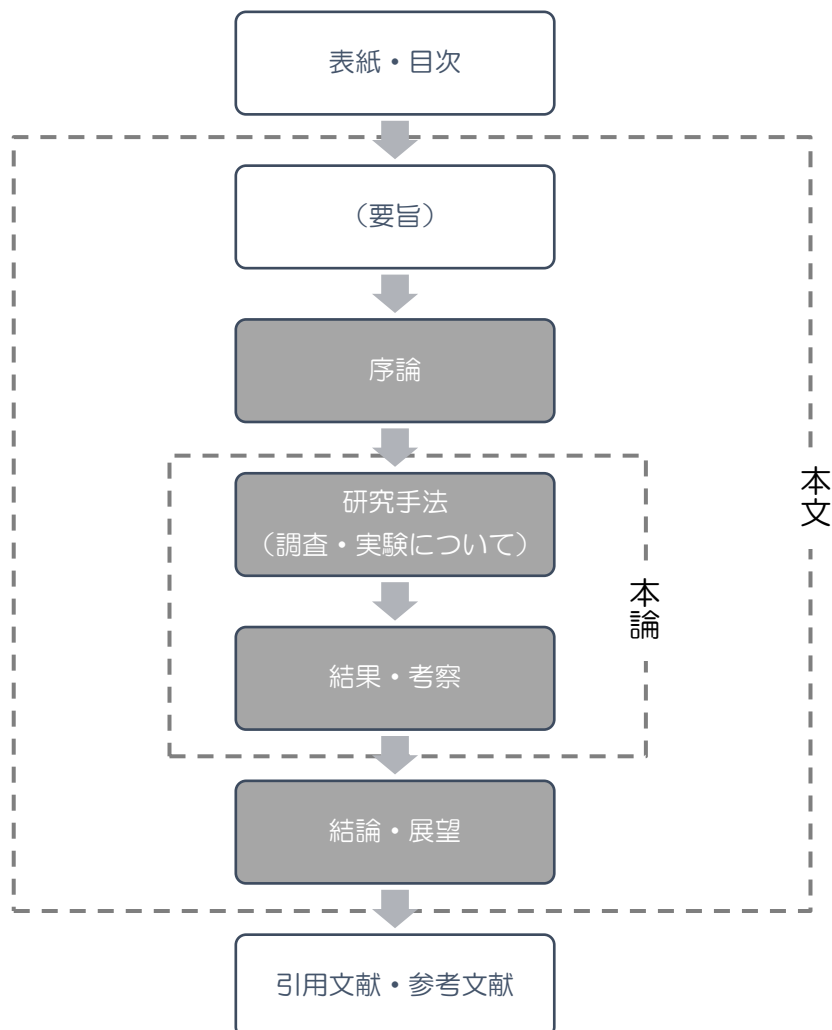 表紙・目次
（要旨）
序論
研究手法
（調査・実験について）
結果・考察
本論
結論・展望
本文
引用文献・参考文献